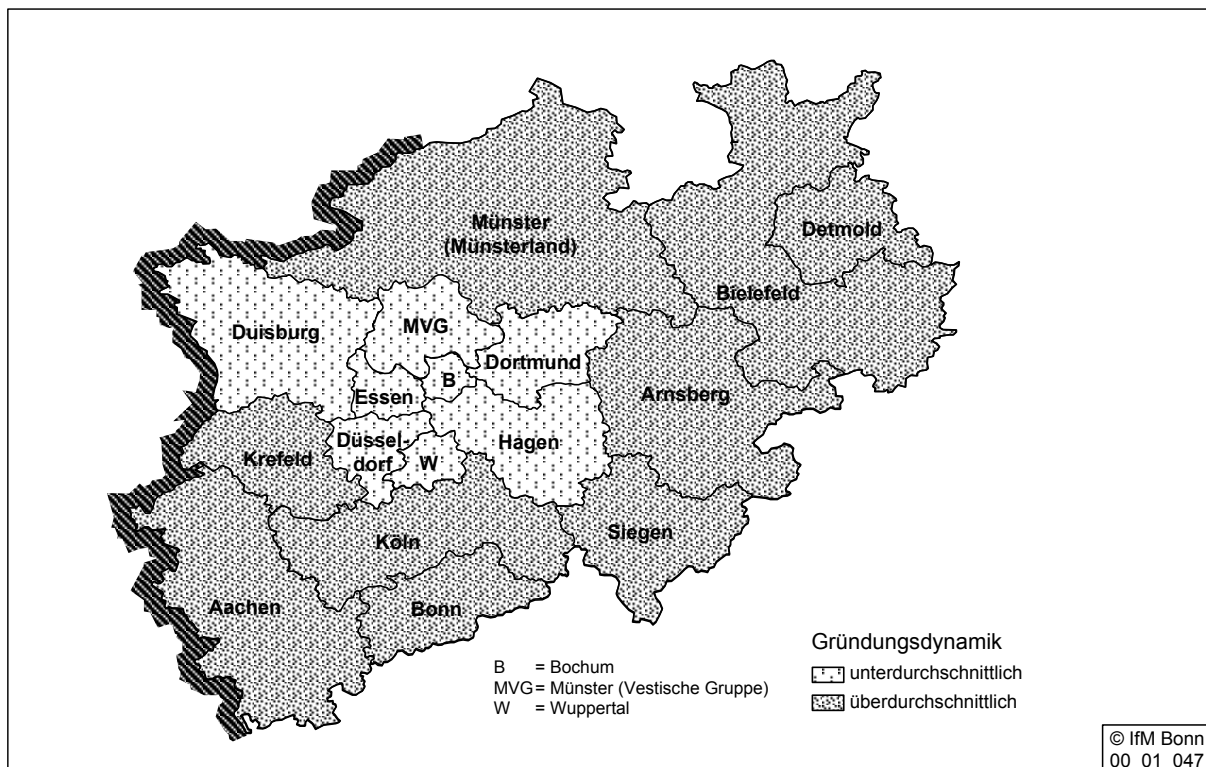 Münster
(Münsterland)
Detmold
Bielefeld
Duisburg
MVG
Dortmund
B
Essen
Arnsberg
Düssel-
dorf
Hagen
Krefeld
W
Siegen
Köln
Aachen
Bonn
Gründungsdynamik
unterdurchschnittlich
überdurchschnittlich
B = Bochum
MVG = Münster (Vestische Gruppe)
W = Wuppertal
© IfM Bonn
00 01 047